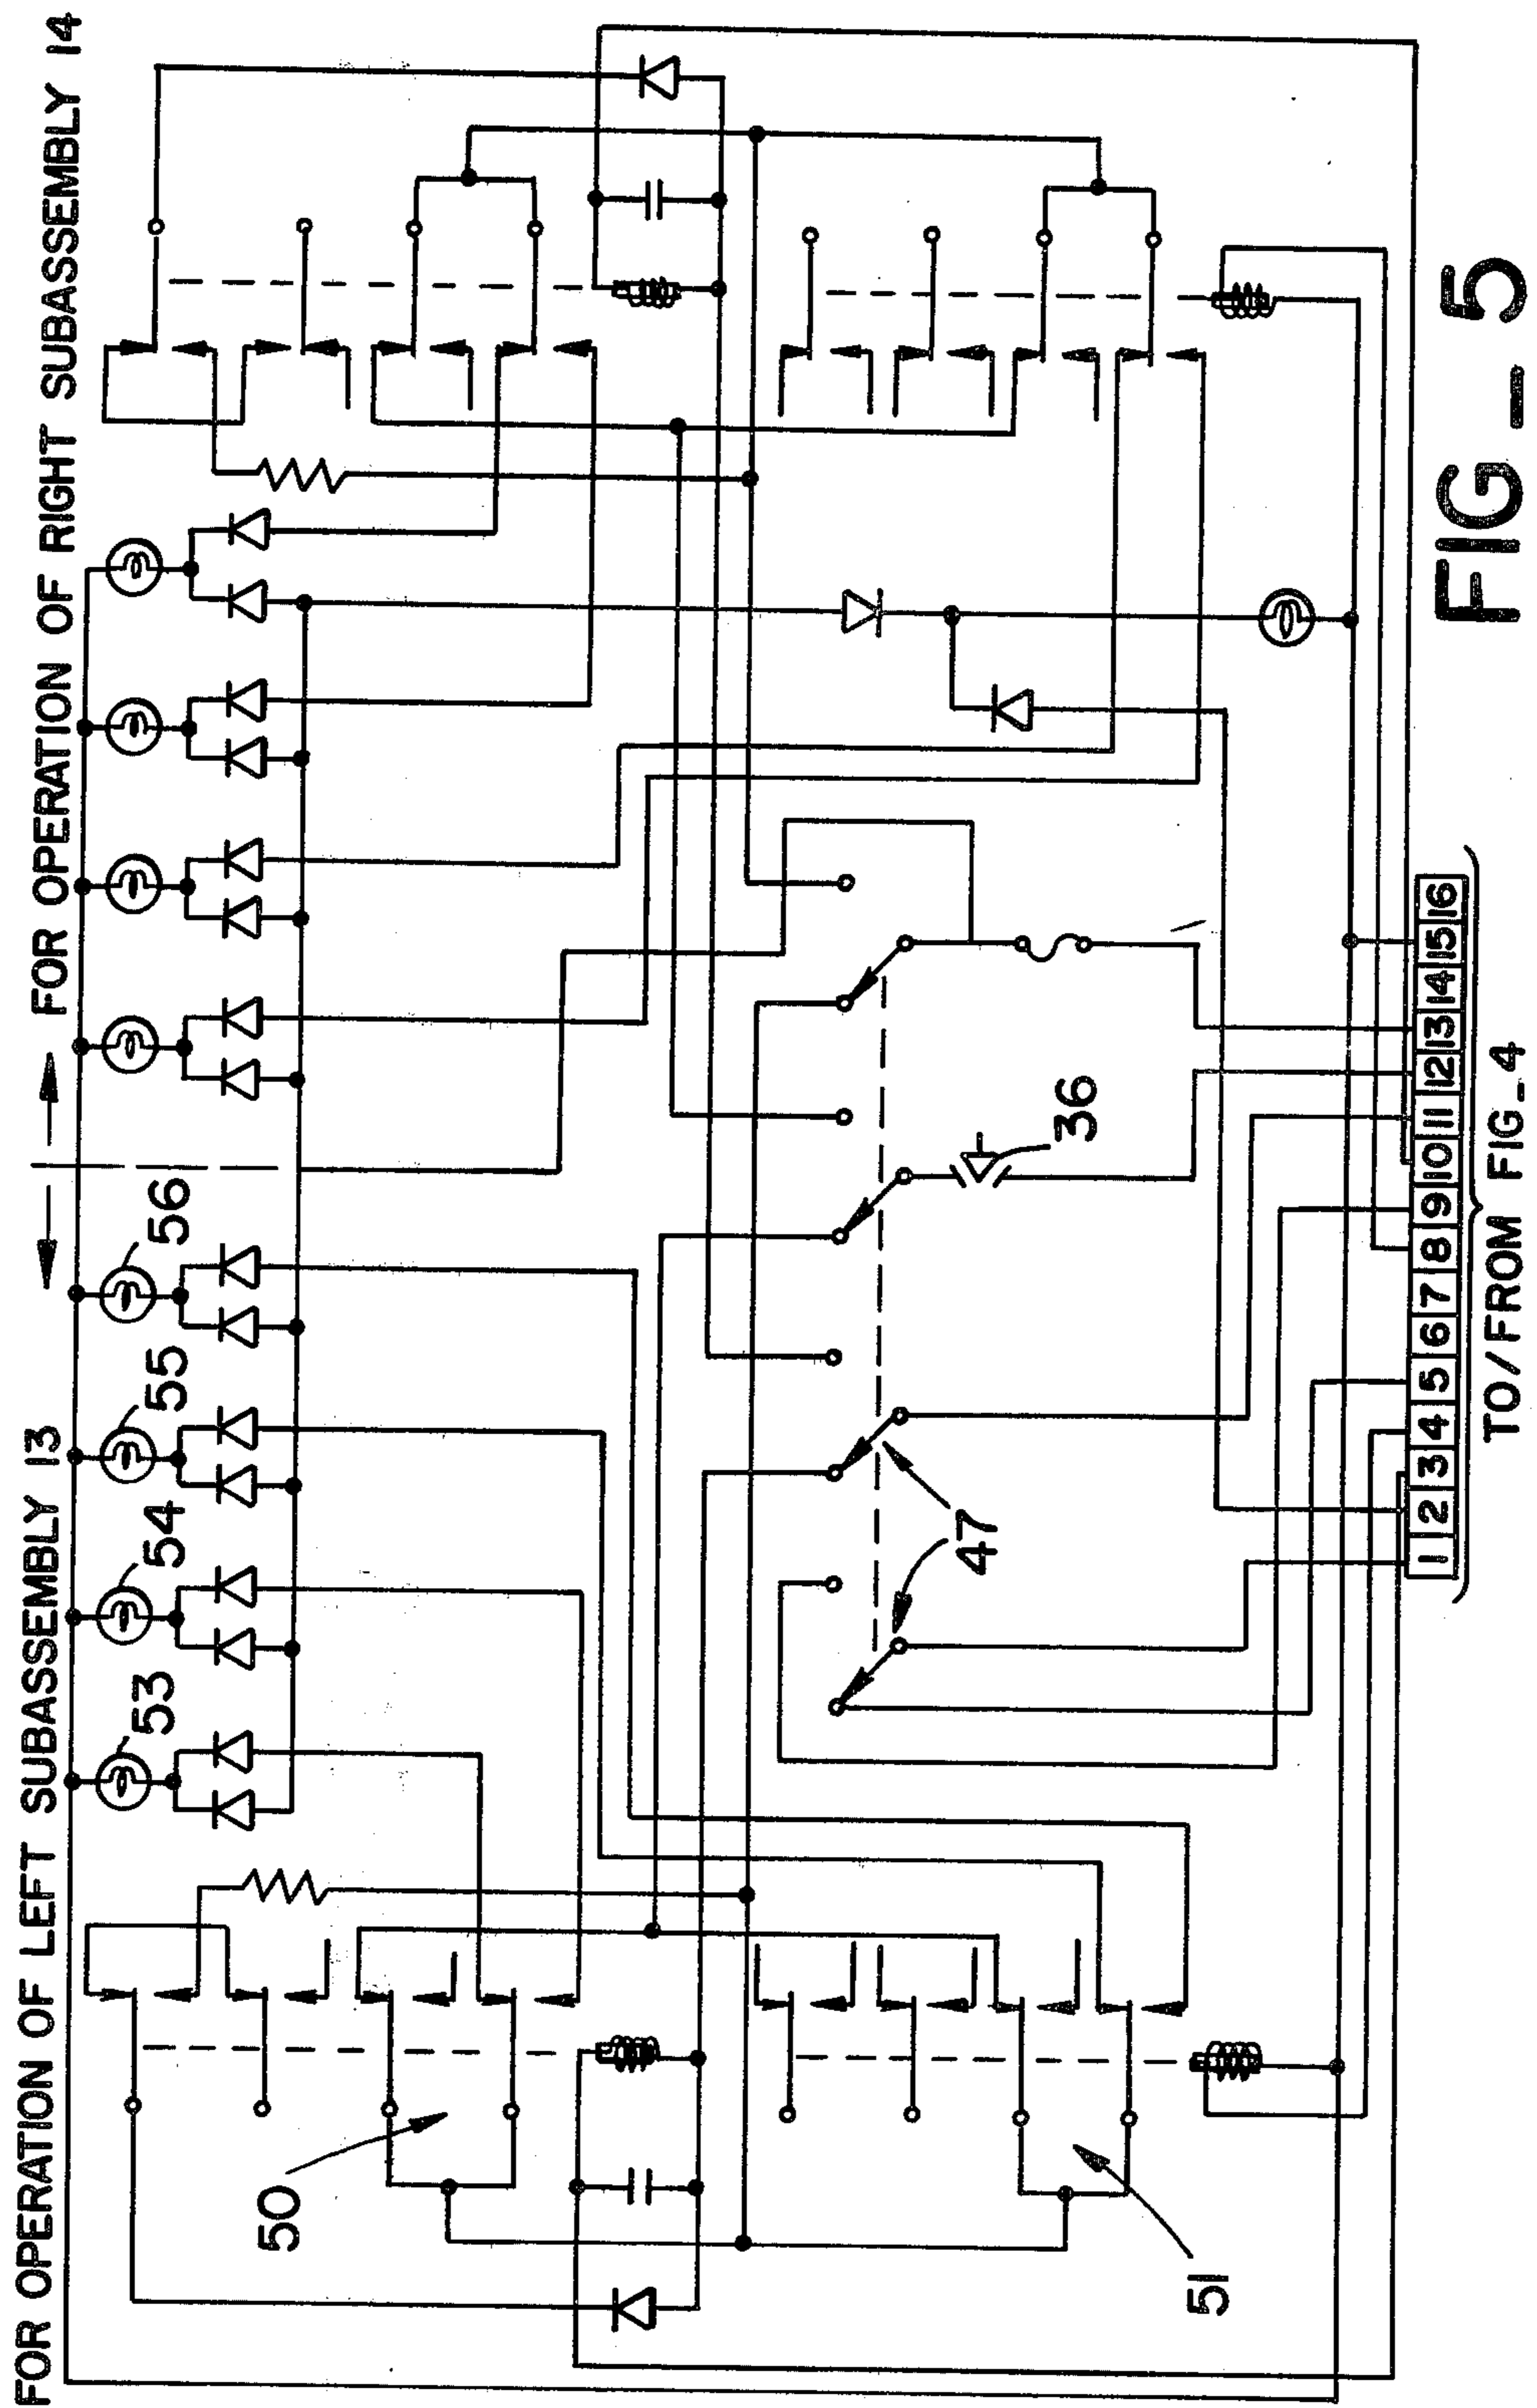 FOR OPERATION OF LEFT SUBASSEMBLY 13
FOR OPERATION OF RIGHT SUBASSEMBLY 14
53
54
55
56
50
51
47
36
1 2 3 4 5 6 7 8 9 10 11 12 13 14 15 16
TO/FROM FIG_4
FIG_5